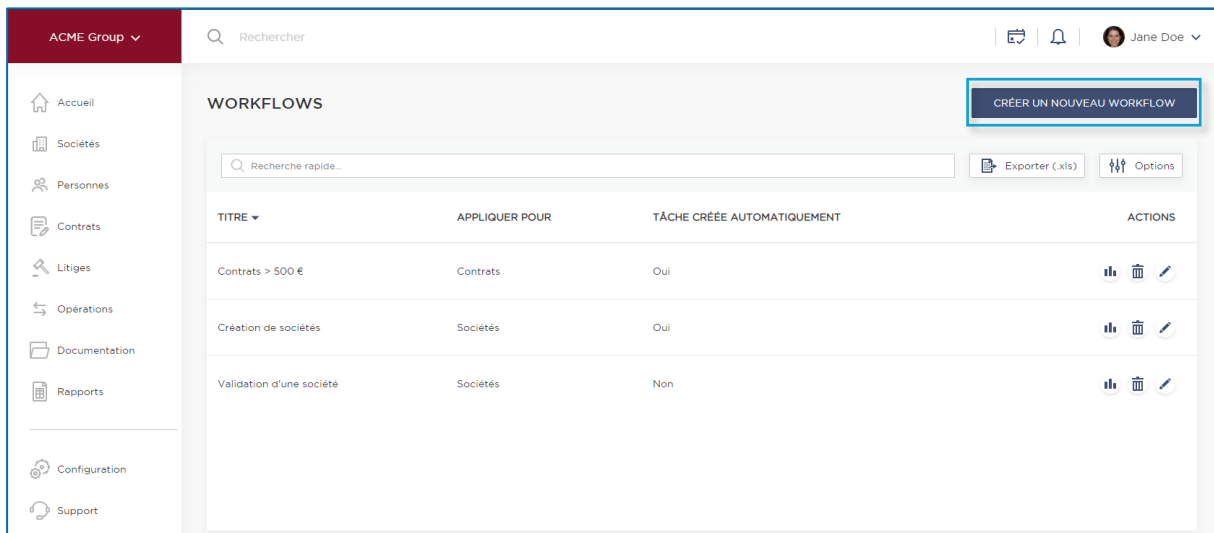 ACME Group
Rechercher
Jane Doe
Accueil
Sociétés
Personnes
Contrats
Litiges
Opérations
Documentation
Rapports
Configuration
Support
WORKFLOWS
CRÉER UN NOUVEAU WORKFLOW
Recherche rapide...
Exporter (.xls)
Options
TITRE APPLIQUER POUR TÂCHE CRÉÉE AUTOMATIQUEMENT ACTIONS
Contrats > 500 € Contrats Oui
Création de sociétés Sociétés Oui
Validation d'une société Sociétés Non